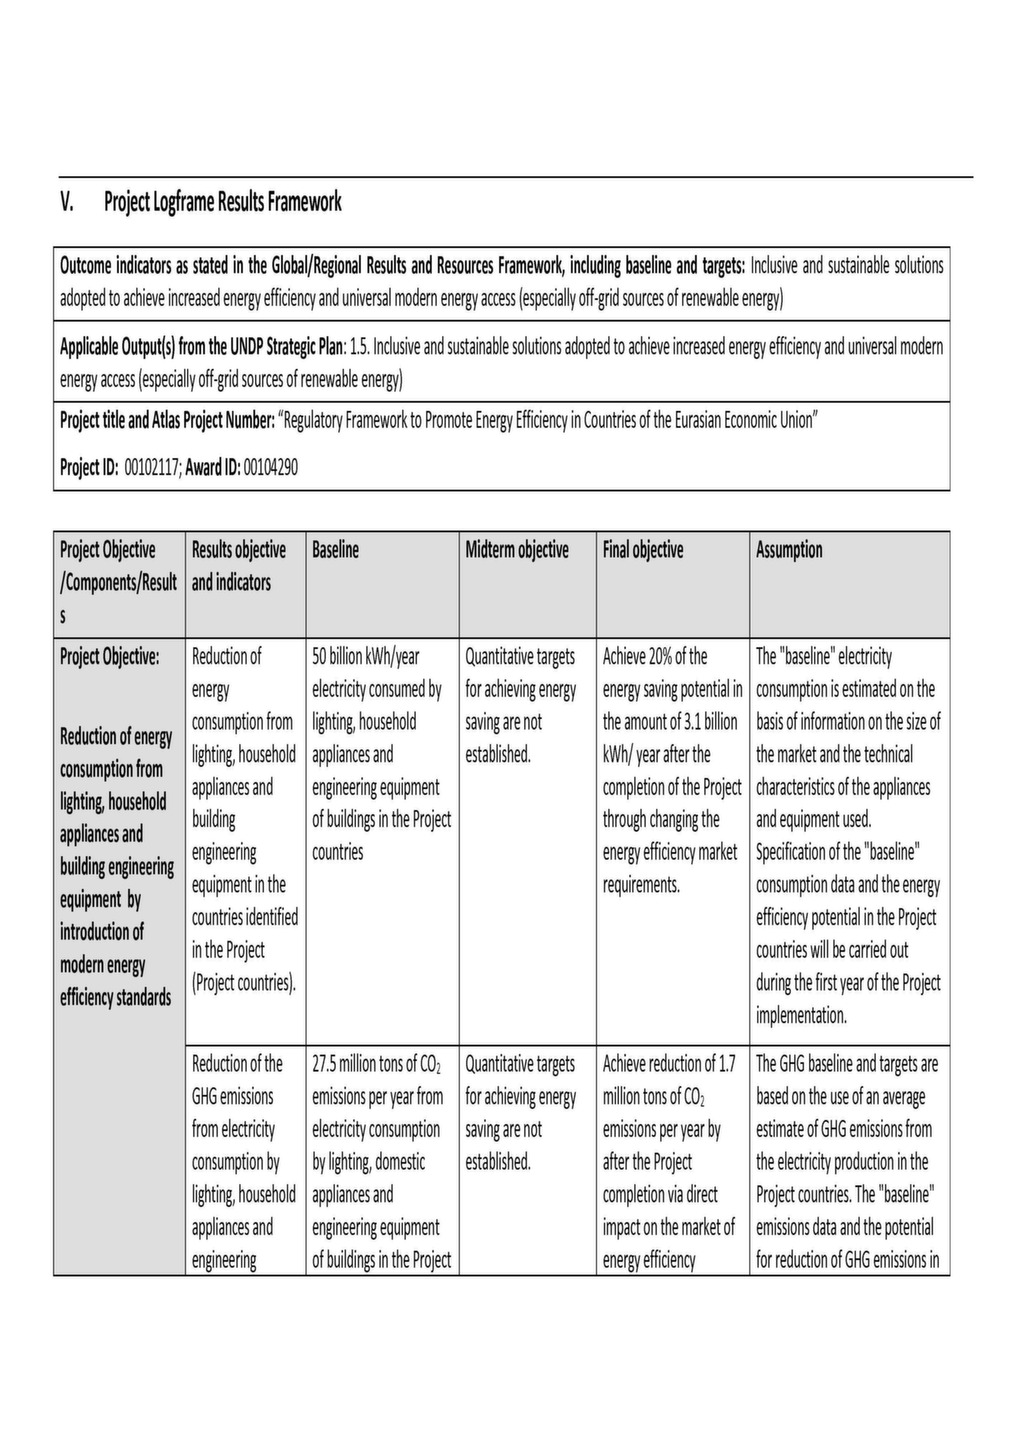 V. Project Logframe Results Framework
Outcome indicators as stated in the Global/Regional Results and Resources Framework, including baseline and targets: Inclusive and sustainable solutions
adopted to achieve increased energy efficiency and universal modern energy access (especially off-grid sources of renewable energy)
Applicable Output(s) from the UNDP Strategic Plan: 1.5. Inclusive and sustainable solutions adopted to achieve increased energy efficiency and universal modern
energy access (especially off-grid sources of renewable energy)
Project title and Atlas Project Number: “Regulatory Framework to Promote Energy Efficiency in Countries of the Eurasian Economic Union”
Project ID: 00102117; Award ID: 00104290
Project Objective
/Components/Result
s
Results objective
and indicators
Baseline
Midterm objective
Final objective
Assumption
Project Objective:
Reduction of energy
consumption from
lighting, household
appliances and
building engineering
equipment by
introduction of
modern energy
efficiency standards
Reduction of
energy
consumption from
lighting, household
appliances and
building
engineering
equipment in the
countries identified
in the Project
(Project countries).
50 billion kWh/year
electricity consumed by
lighting, household
appliances and
engineering equipment
of buildings in the Project
countries
Quantitative targets
for achieving energy
saving are not
established.
Achieve 20% of the
energy saving potential in
the amount of 3.1 billion
kWh/ year after the
completion of the Project
through changing the
energy efficiency market
requirements.
The "baseline" electricity
consumption is estimated on the
basis of information on the size of
the market and the technical
characteristics of the appliances
and equipment used.
Specification of the "baseline"
consumption data and the energy
efficiency potential in the Project
countries will be carried out
during the first year of the Project
implementation.
Reduction of the
GHG emissions
from electricity
consumption by
lighting, household
appliances and
engineering
27.5 million tons of CO₂
emissions per year from
electricity consumption
by lighting, domestic
appliances and
engineering equipment
of buildings in the Project
Quantitative targets
for achieving energy
saving are not
established.
Achieve reduction of 1.7
million tons of CO₂
emissions per year by
after the Project
completion via direct
impact on the market of
energy efficiency
The GHG baseline and targets are
based on the use of an average
estimate of GHG emissions from
the electricity production in the
Project countries. The "baseline"
emissions data and the potential
for reduction of GHG emissions in